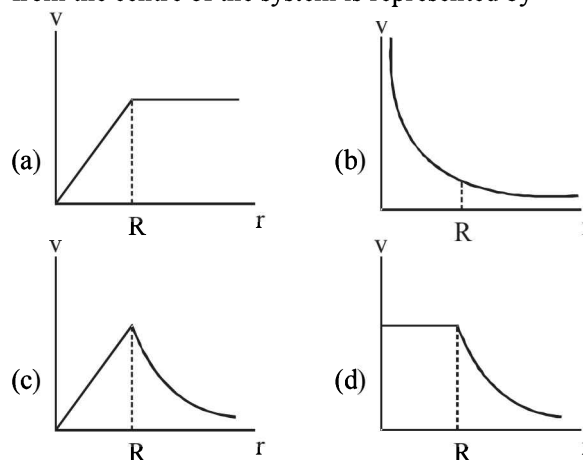 from the centre of the system is represented by
v
v
(a)
(b)
R
r
R
v
v
(c)
(d)
R
r
R